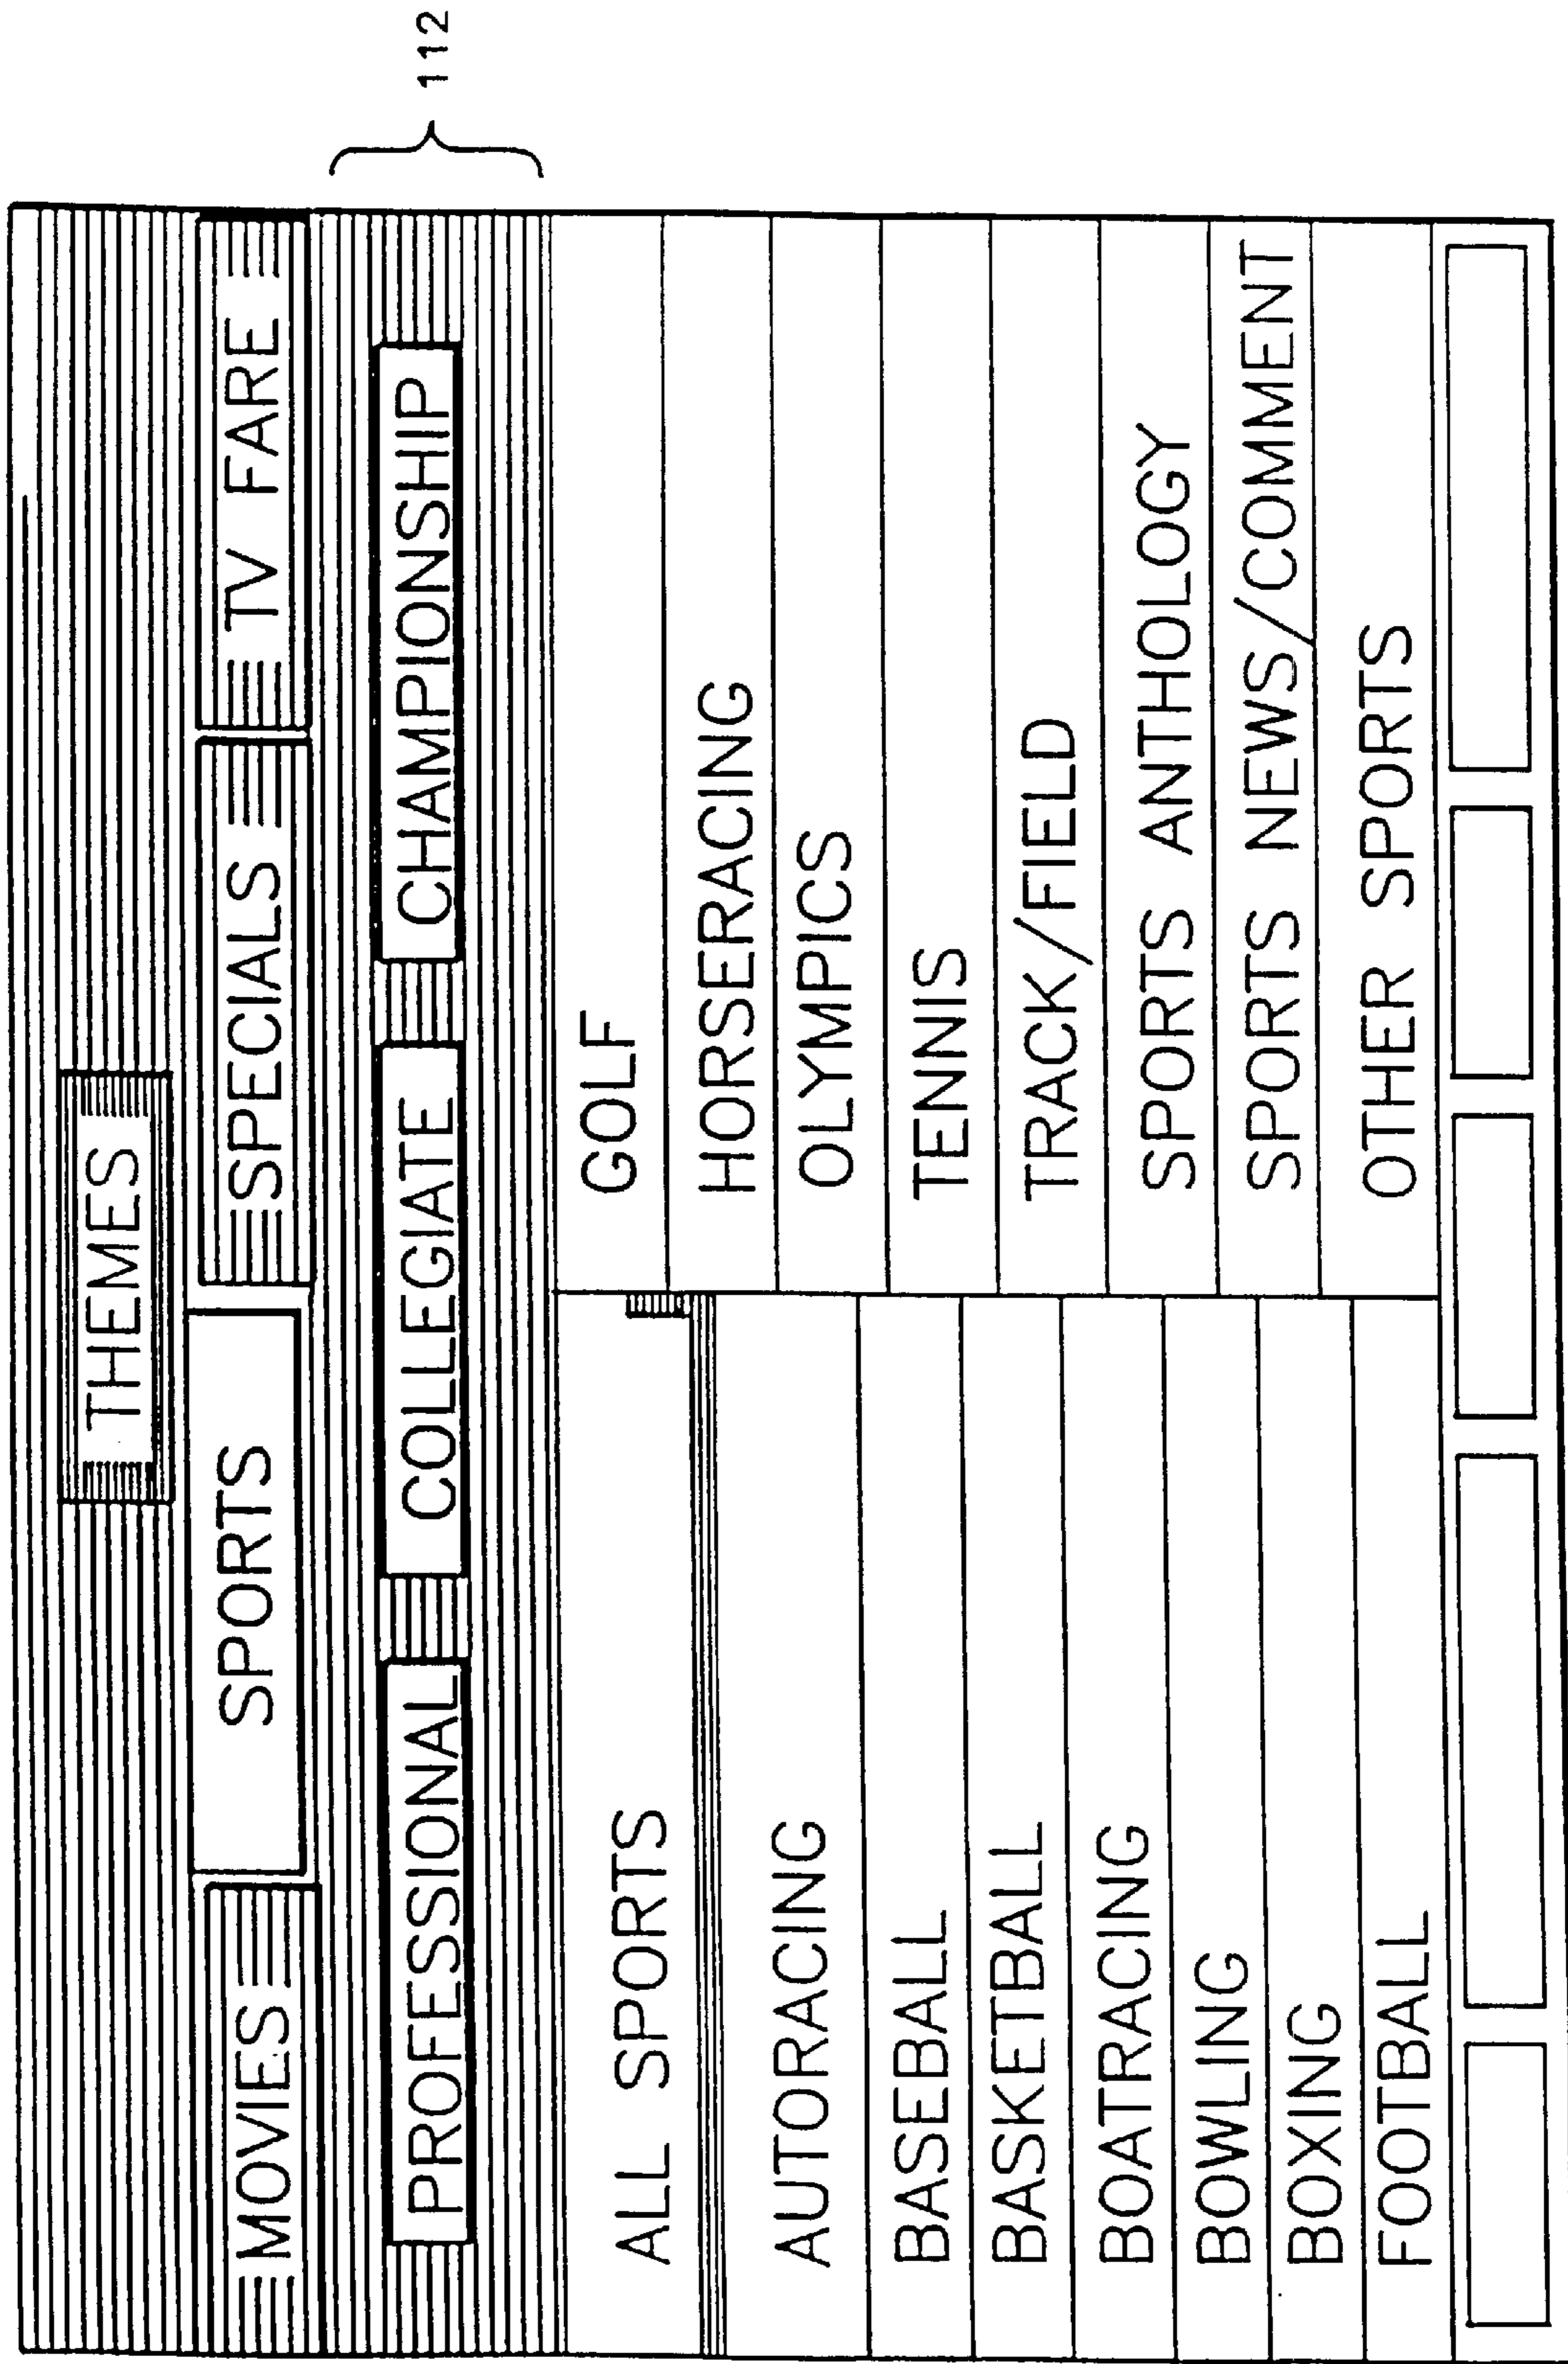 THEMES
MOVIES SPORTS SPECIALS TV FARE
PROFESSIONAL COLLEGIATE CHAMPIONSHIP
112
ALL SPORTS
AUTORACING
BASEBALL
BASKETBALL
BOATRACING
BOWLING
BOXING
FOOTBALL
GOLF
HORSERACING
OLYMPICS
TENNIS
TRACK/FIELD
SPORTS ANTHOLOGY
SPORTS NEWS/COMMENT
OTHER SPORTS